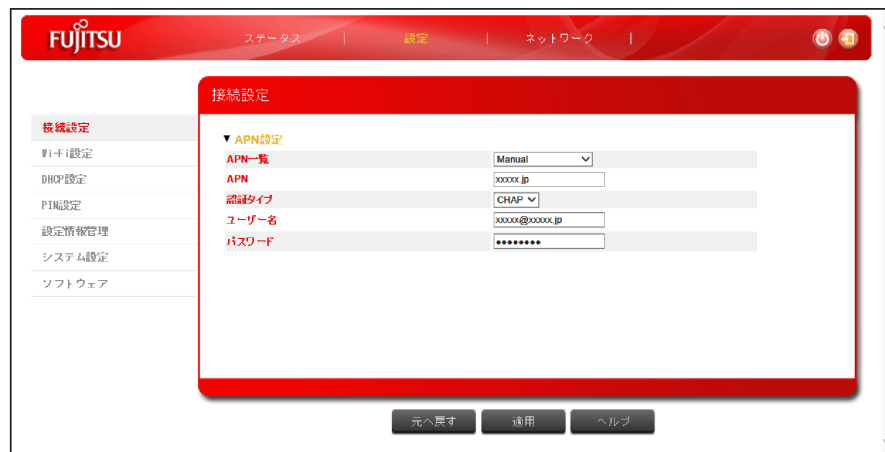 FUJITSU
ステータス | 設定 | ネットワーク |
接続設定
接続設定
Wi-Fi設定
DHCP設定
PIN設定
設定情報管理
システム設定
ソフトウェア
▼ APN設定
APN一覧 Manual
APN xxxxx.jp
認証タイプ CHAP
ユーザー名 xxxxx@xxxxx.jp
パスワード ••••••••
元へ戻す 適用 ヘルプ